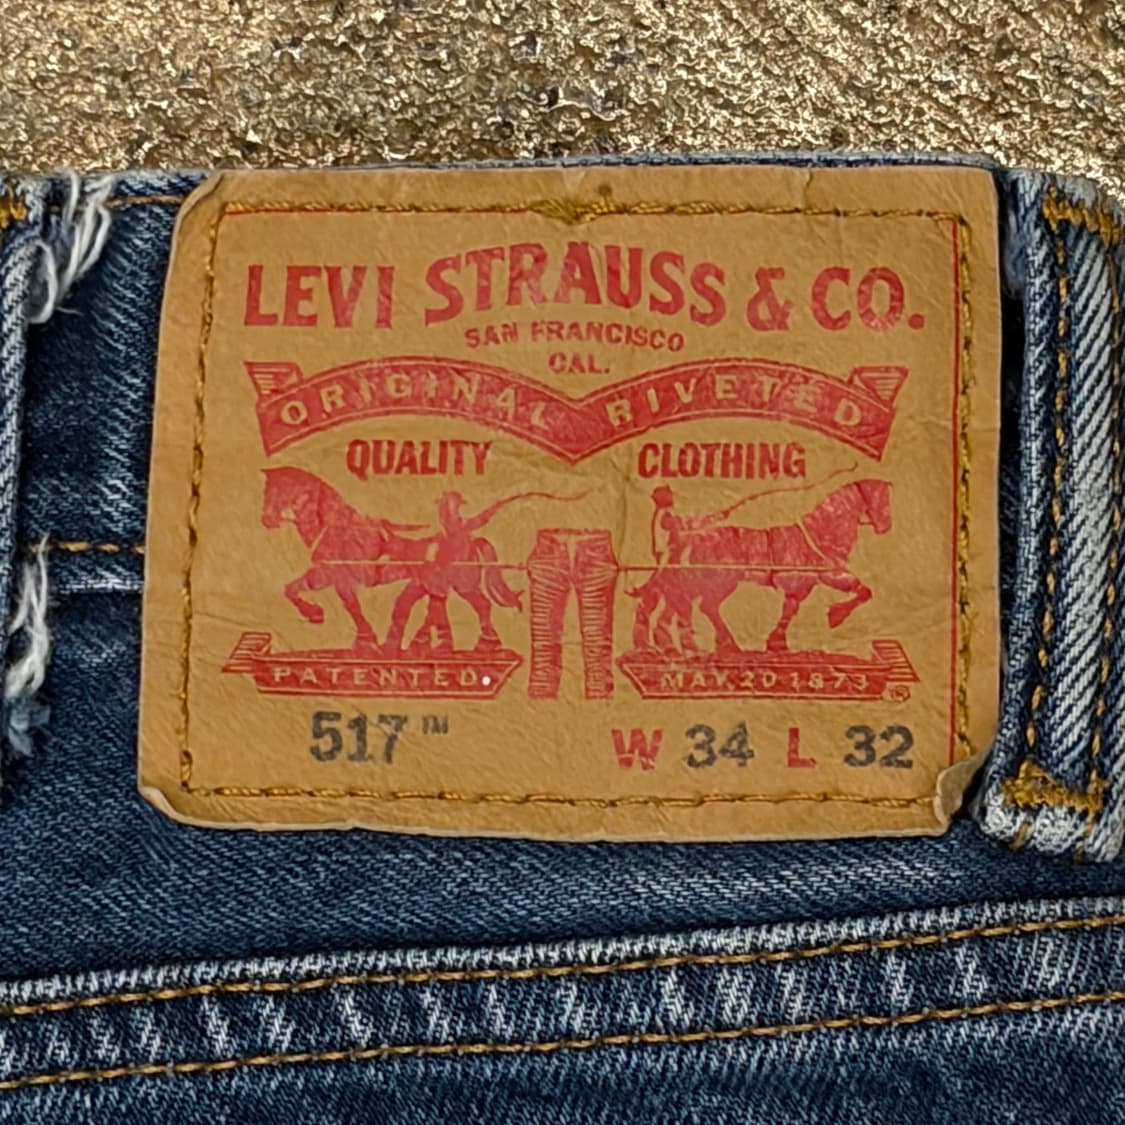 LEVI STRAUSS & CO.
SAN FRANCISCO
CAL.
ORIGINAL RIVETED
QUALITY CLOTHING
PATENTED. MAY 20 1873 ®
517™ W 34 L 32